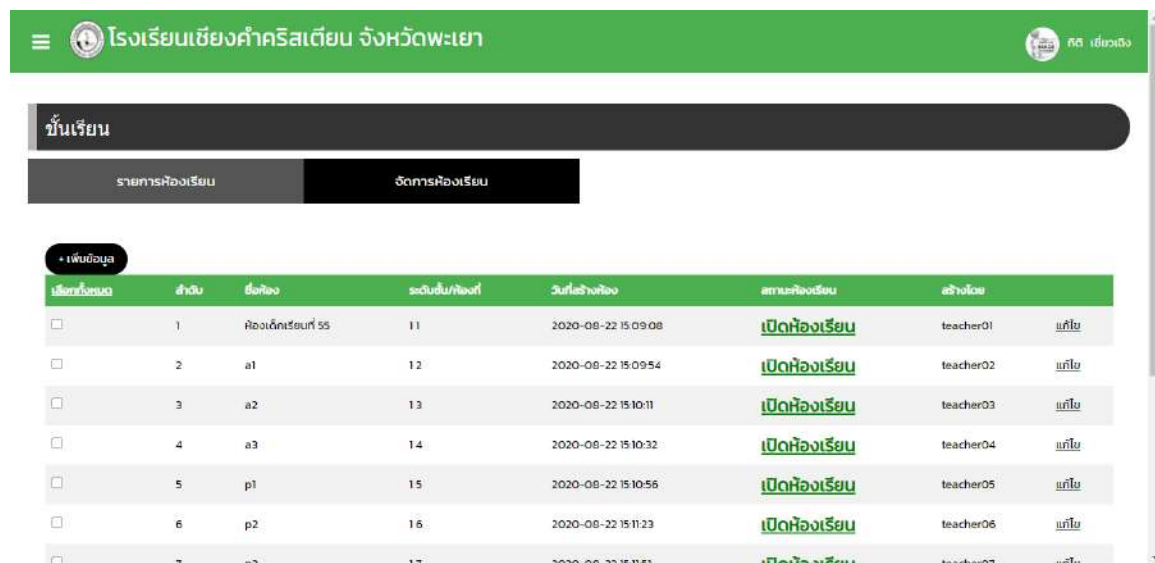 โรงเรียนเชียงคำคริสเตียน จังหวัดพะเยา
กิติ เชี่ยวเฉิง
ชั้นเรียน
รายการห้องเรียน จัดการห้องเรียน
+ เพิ่มข้อมูล
เลือกทั้งหมด ลำดับ ชื่อห้อง ระดับชั้น/ห้องที่ วันที่สร้างห้อง สถานะห้องเรียน สร้างโดย
1 ห้องเด็กเรียนที่ 55 1 1 2020-08-22 15:09:08 เปิดห้องเรียน teacher01 แก้ไข
2 a1 1 2 2020-08-22 15:09:54 เปิดห้องเรียน teacher02 แก้ไข
3 a2 1 3 2020-08-22 15:10:11 เปิดห้องเรียน teacher03 แก้ไข
4 a3 1 4 2020-08-22 15:10:32 เปิดห้องเรียน teacher04 แก้ไข
5 p1 1 5 2020-08-22 15:10:56 เปิดห้องเรียน teacher05 แก้ไข
6 p2 1 6 2020-08-22 15:11:23 เปิดห้องเรียน teacher06 แก้ไข